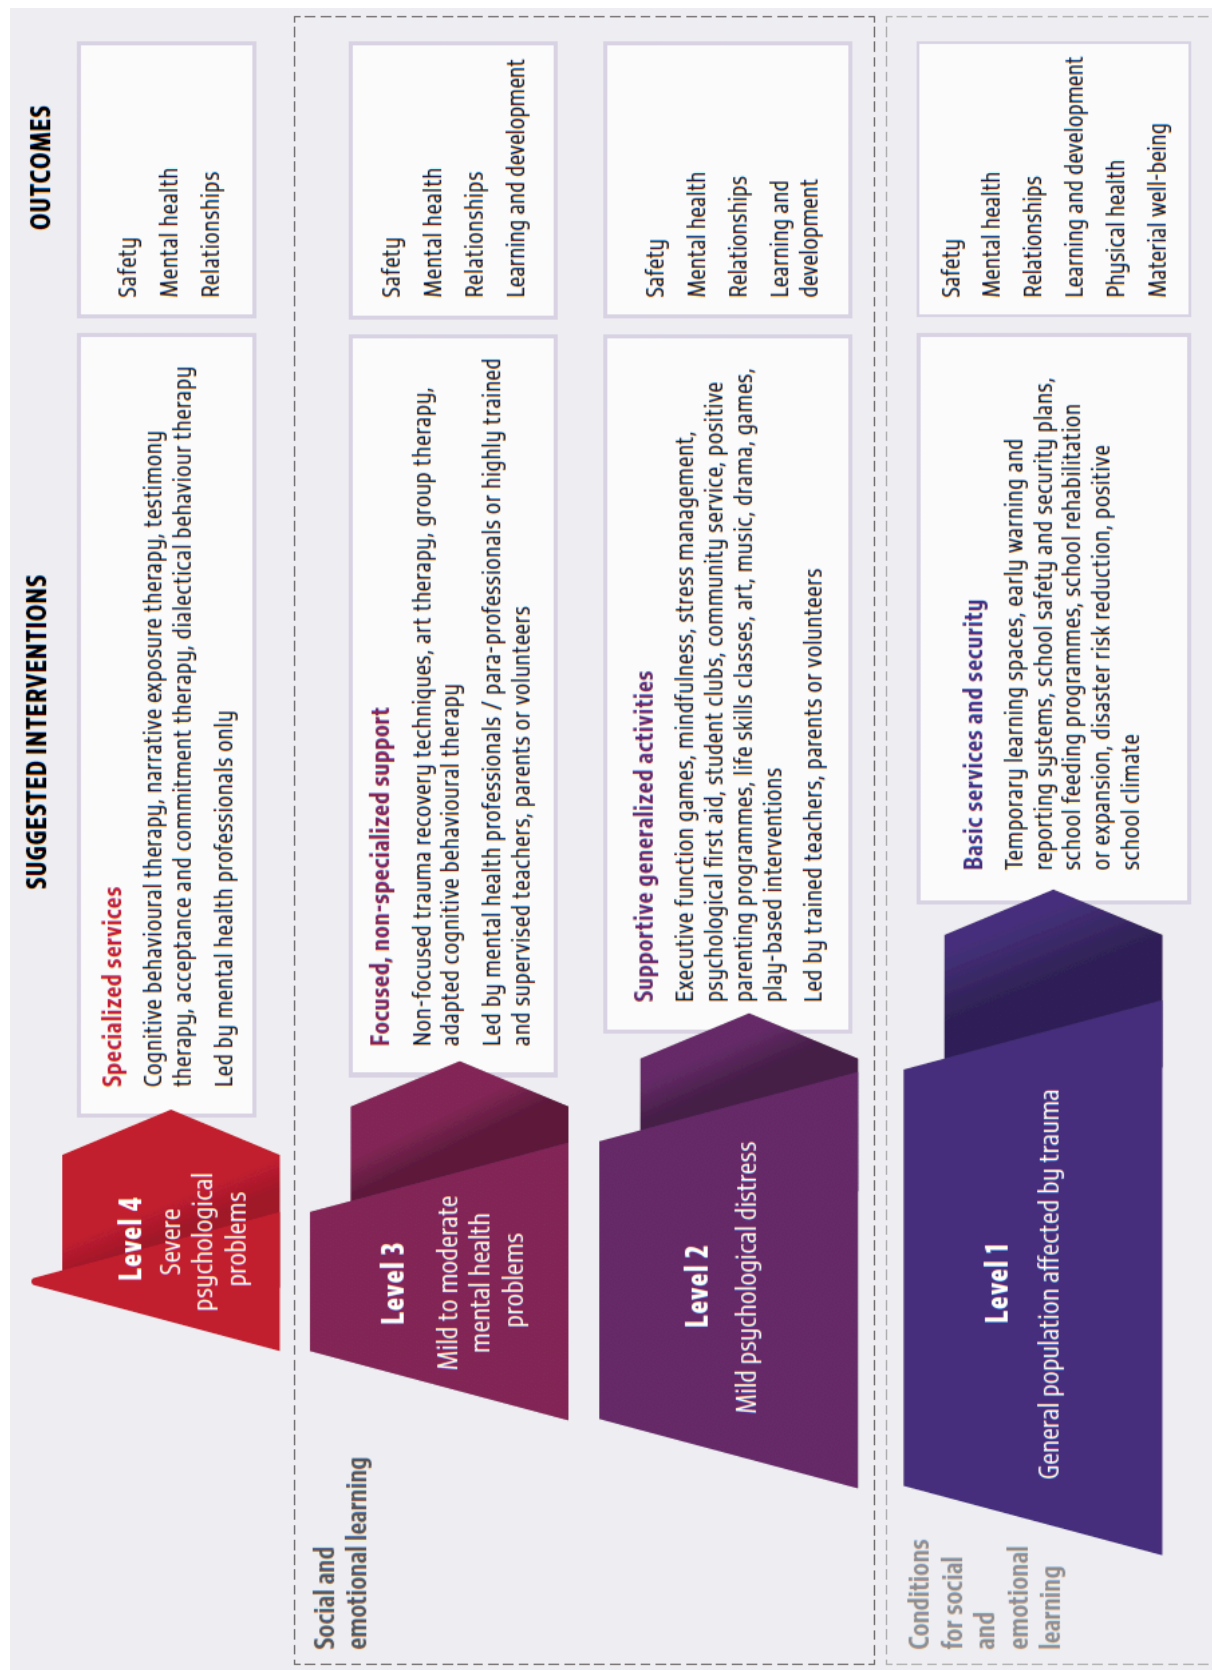 SUGGESTED INTERVENTIONS
OUTCOMES
Level 4
Severe
psychological
problems
Specialized services
Cognitive behavioural therapy, narrative exposure therapy, testimony
therapy, acceptance and commitment therapy, dialectical behaviour therapy
Led by mental health professionals only
Safety
Mental health
Relationships
Social and
emotional learning
Level 3
Mild to moderate
mental health
problems
Focused, non-specialized support
Non-focused trauma recovery techniques, art therapy, group therapy,
adapted cognitive behavioural therapy
Led by mental health professionals / para-professionals or highly trained
and supervised teachers, parents or volunteers
Safety
Mental health
Relationships
Learning and development
Level 2
Mild psychological distress
Supportive generalized activities
Executive function games, mindfulness, stress management,
psychological first aid, student clubs, community service, positive
parenting programmes, life skills classes, art, music, drama, games,
play-based interventions
Led by trained teachers, parents or volunteers
Safety
Mental health
Relationships
Learning and
development
Conditions
for social
and
emotional
learning
Level 1
General population affected by trauma
Basic services and security
Temporary learning spaces, early warning and
reporting systems, school safety and security plans,
school feeding programmes, school rehabilitation
or expansion, disaster risk reduction, positive
school climate
Safety
Mental health
Relationships
Learning and development
Physical health
Material well-being